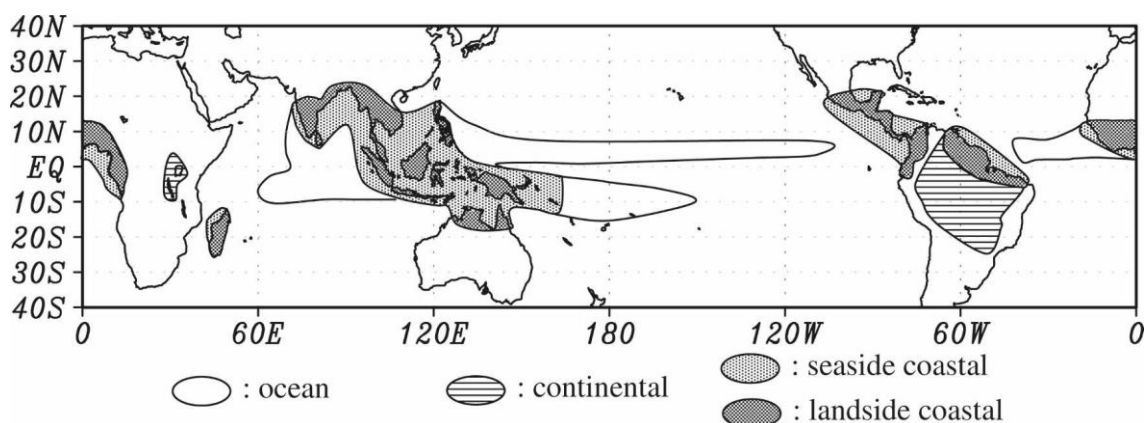 40N
30N
20N
10N
EQ
10S
20S
30S
40S
0 60E 120E 180 120W 60W 0
: ocean : continental : seaside coastal
: landside coastal